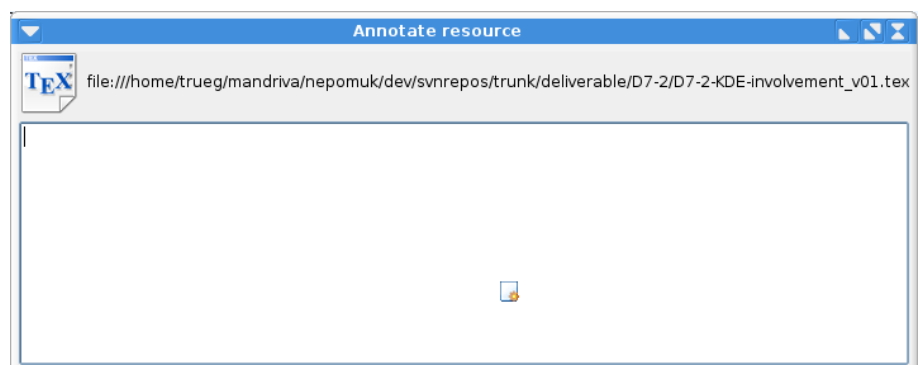 Annotate resource
TEX
file:///home/trueg/mandriva/nepomuk/dev/svnrepos/trunk/deliverable/D7-2/D7-2-KDE-involvement_v01.tex